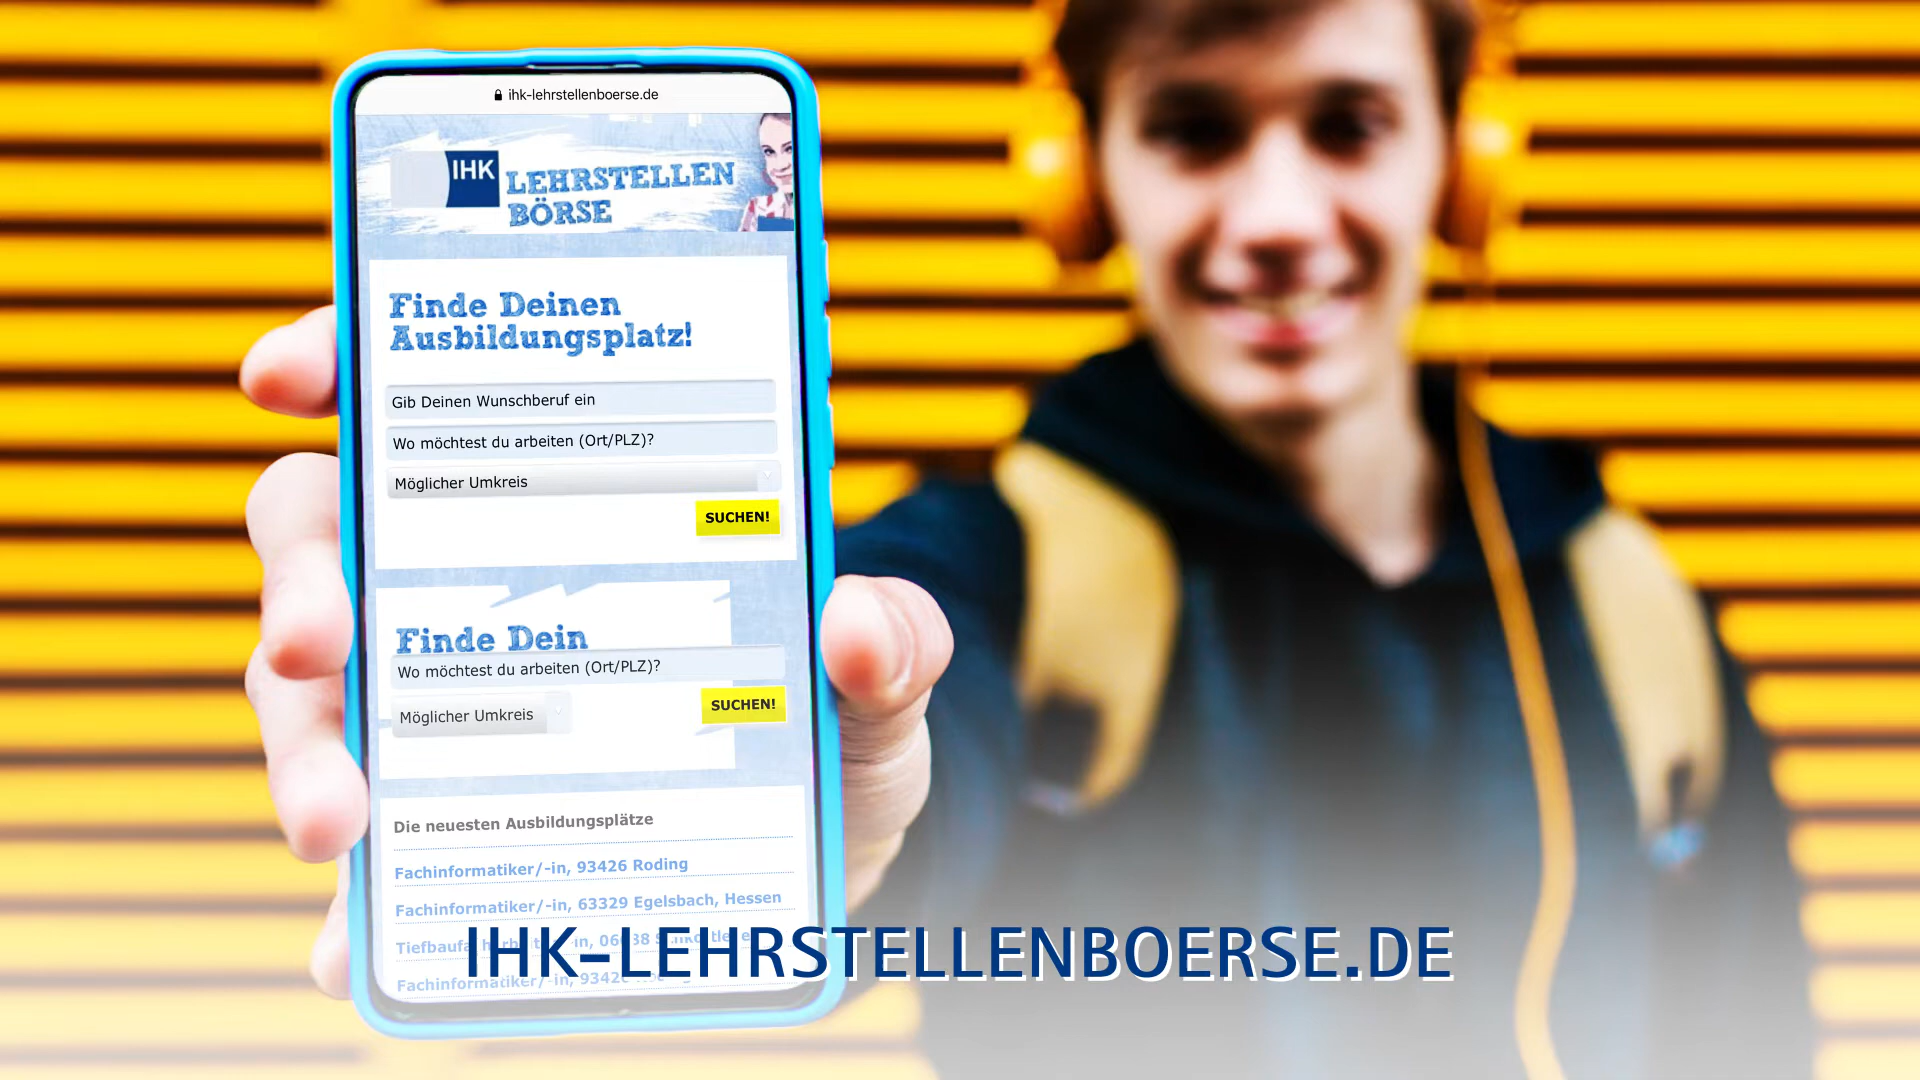 ihk-lehrstellenboerse.de
IHK
LEHRSTELLEN
BÖRSE
Finde Deinen
Ausbildungsplatz!
Gib Deinen Wunschberuf ein
Wo möchtest du arbeiten (Ort/PLZ)?
Möglicher Umkreis
SUCHEN!
Finde Dein
Wo möchtest du arbeiten (Ort/PLZ)?
Möglicher Umkreis
SUCHEN!
Die neuesten Ausbildungsplätze
Fachinformatiker/-in, 93426 Roding
Fachinformatiker/-in, 63329 Egelsbach, Hessen
Fachinformatiker/-in,
IHK-LEHRSTELLENBOERSE.DE